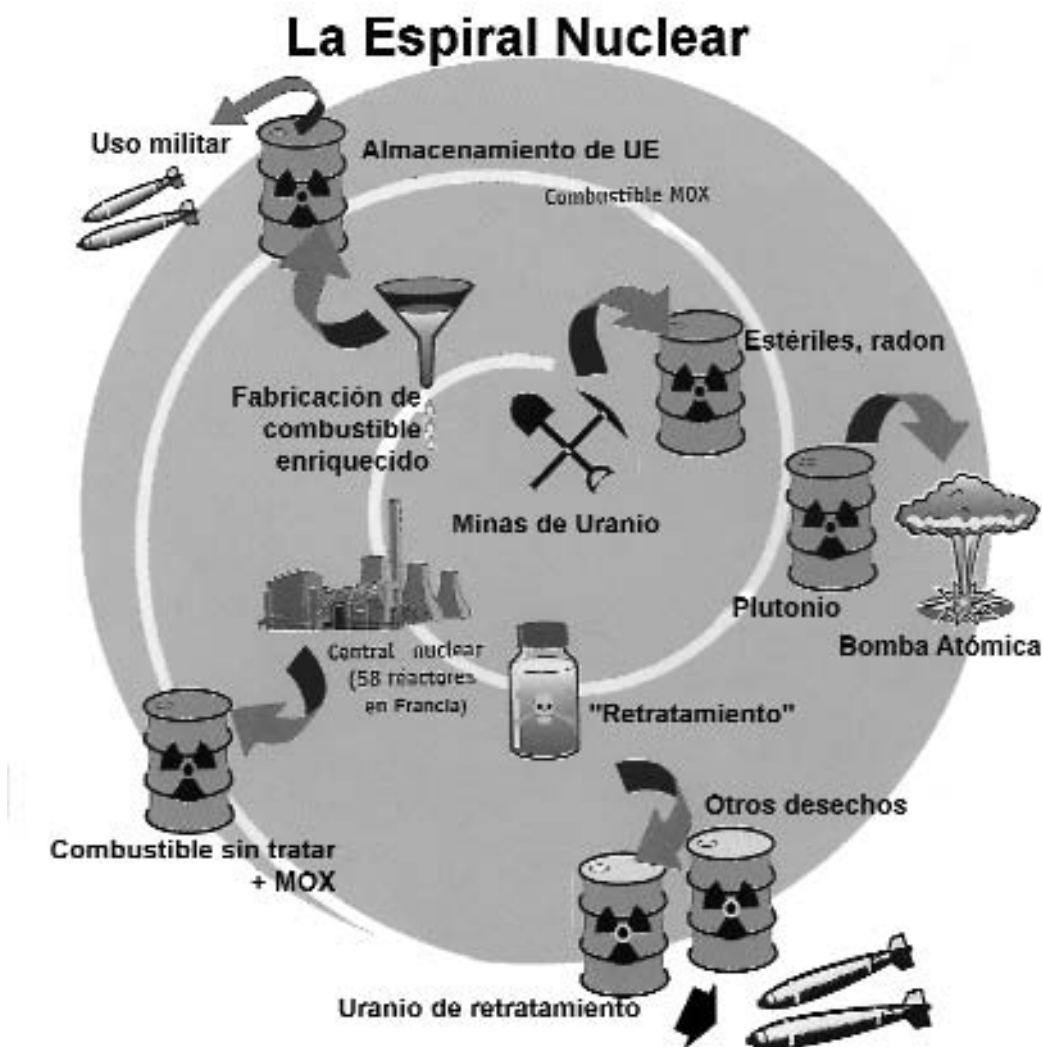 La Espiral Nuclear
Uso militar
Almacenamiento de UE
Combustible MOX
Estériles, radon
Fabricación de
combustible
enriquecido
Minas de Uranio
Plutonio
Bomba Atómica
Central nuclear
(58 réactores
en Francia)
"Retratamiento"
Otros desechos
Combustible sin tratar
+ MOX
Uranio de retratamiento